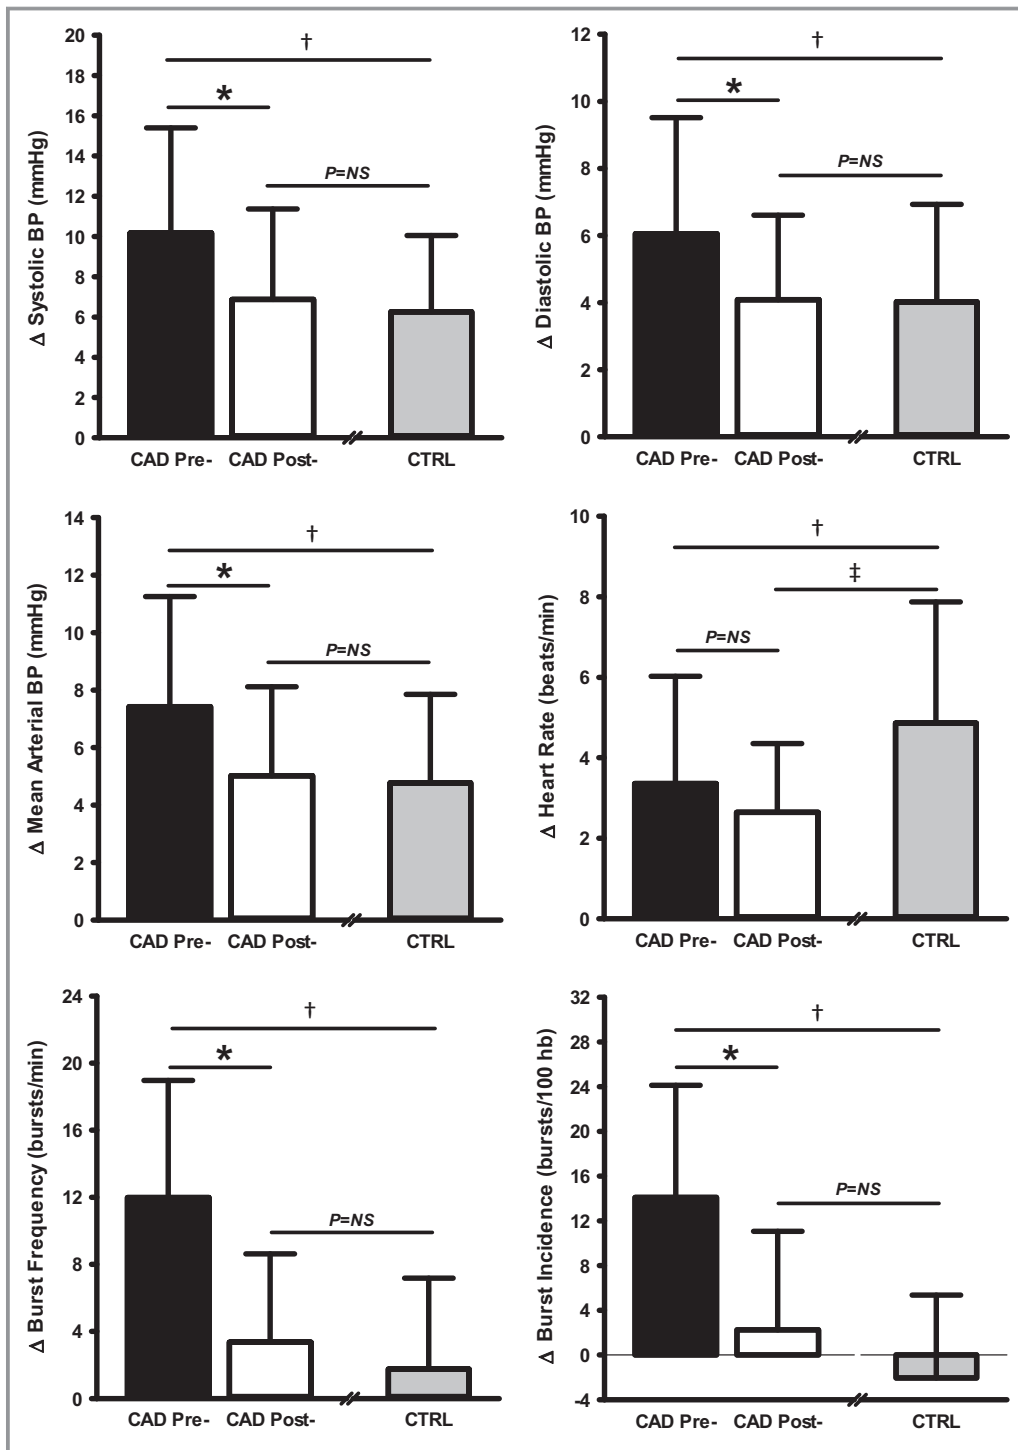 Δ Systolic BP (mmHg)
20
18
16
14
12
10
8
6
4
2
0
†
*
P=NS
CAD Pre-
CAD Post-
CTRL
Δ Diastolic BP (mmHg)
12
10
8
6
4
2
0
†
*
P=NS
CAD Pre-
CAD Post-
CTRL
Δ Mean Arterial BP (mmHg)
14
12
10
8
6
4
2
0
†
*
P=NS
CAD Pre-
CAD Post-
CTRL
Δ Heart Rate (beats/min)
10
8
6
4
2
0
†
‡
P=NS
CAD Pre-
CAD Post-
CTRL
Δ Burst Frequency (bursts/min)
24
20
16
12
8
4
0
†
*
P=NS
CAD Pre-
CAD Post-
CTRL
Δ Burst Incidence (bursts/100 hb)
32
28
24
20
16
12
8
4
0
-4
†
*
P=NS
CAD Pre-
CAD Post-
CTRL